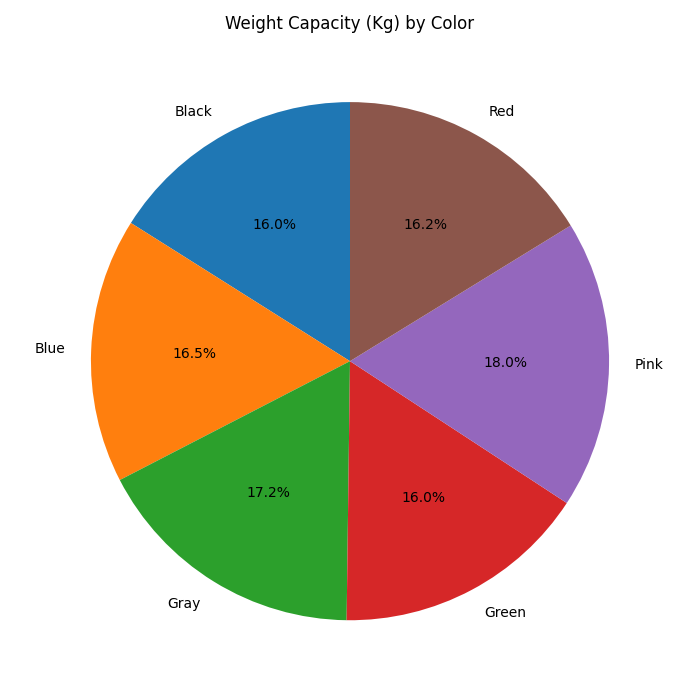 Weight Capacity (Kg) by Color
Black
Red
16.0%
16.2%
Blue
16.5%
18.0%
Pink
17.2%
16.0%
Gray
Green